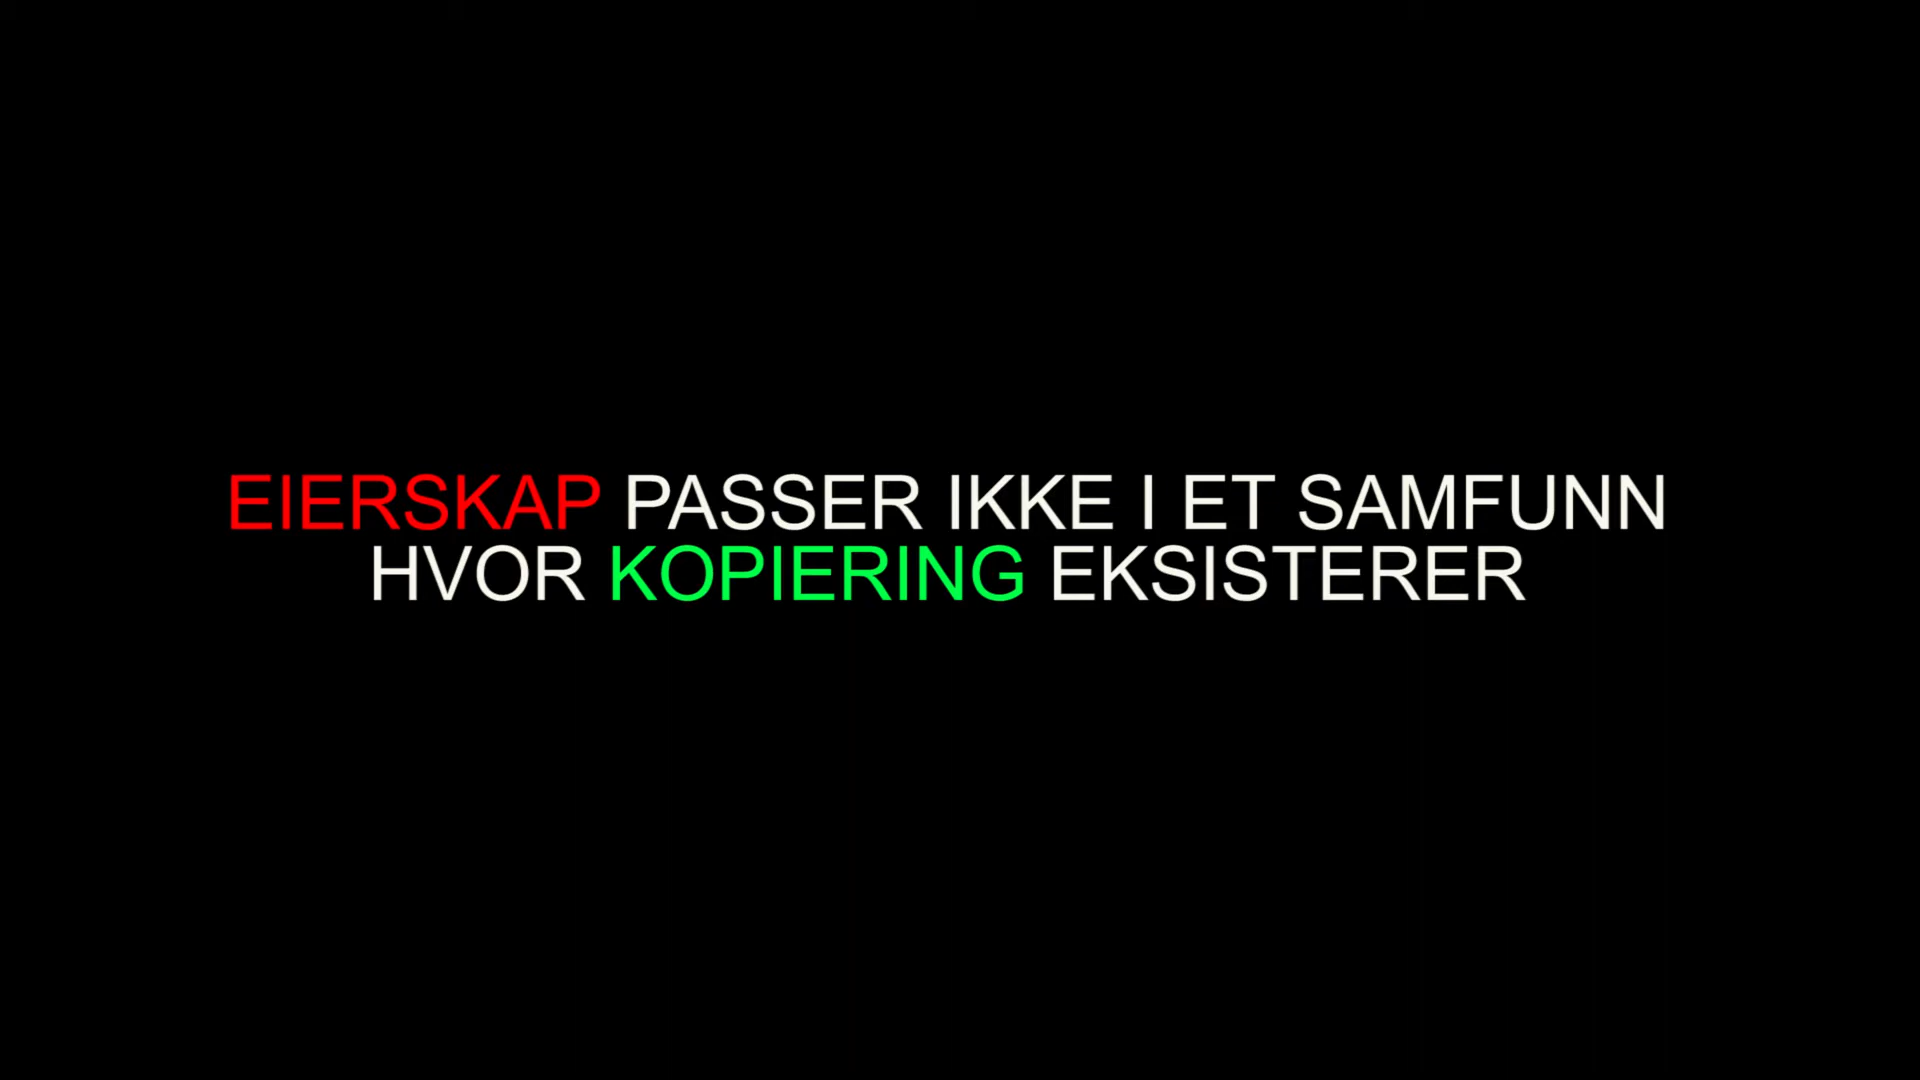 EIERSKAP PASSER IKKE I ET SAMFUNN
HVOR KOPIERING EKSISTERER